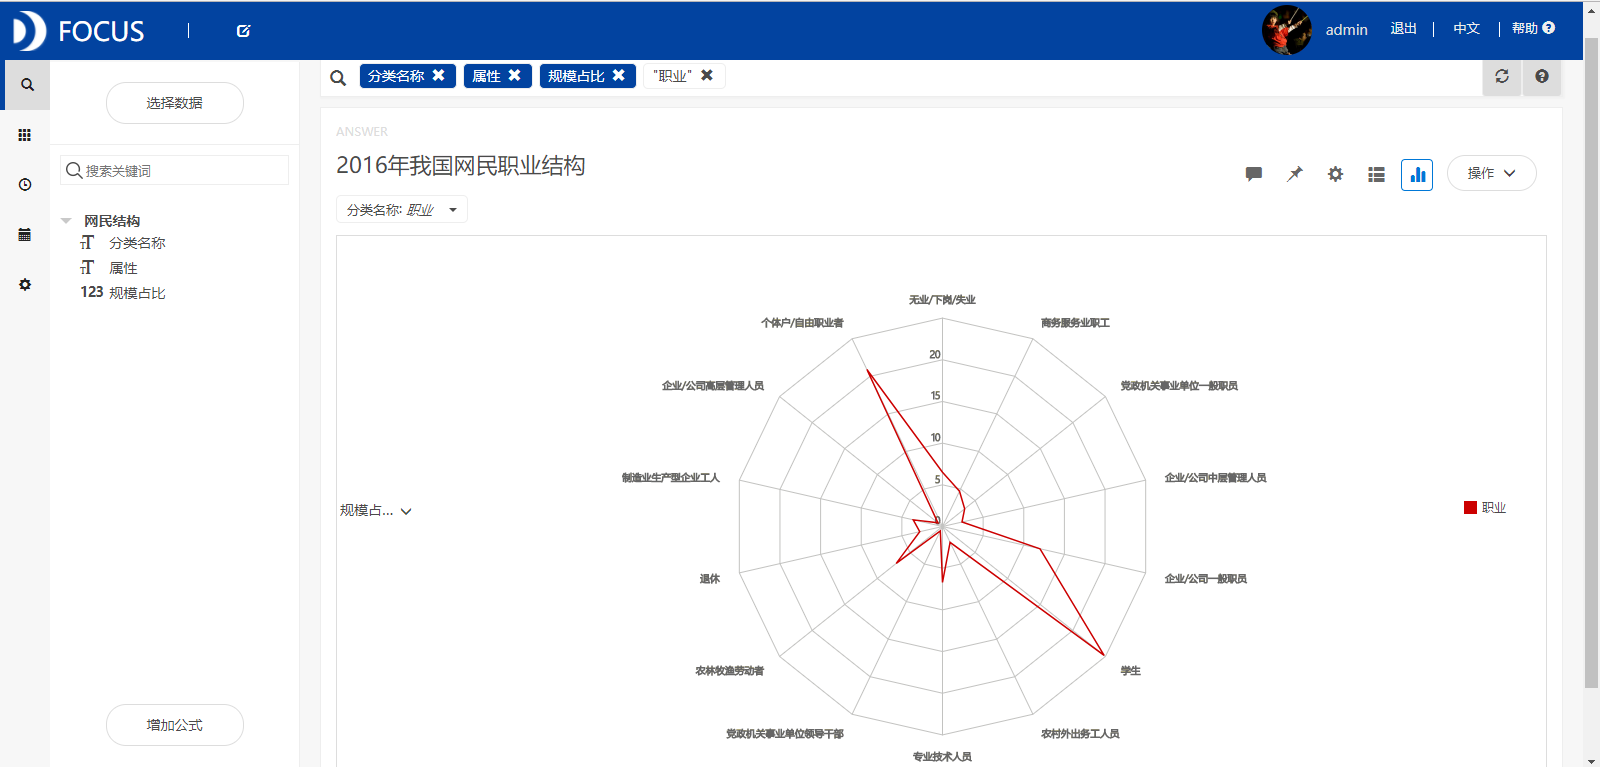 FOCUS
admin 退出 中文 帮助
选择数据
分类名称 属性 规模占比 "职业"
搜索关键词
网民结构
分类名称
属性
123 规模占比
增加公式
ANSWER
2016年我国网民职业结构
操作
分类名称: 职业
无业/下岗/失业
个体户/自由职业者
商务服务业职工
企业/公司高层管理人员
党政机关事业单位一般职员
制造业生产型企业工人
企业/公司中层管理人员
20
15
10
5
0
规模占...
职业
退休
企业/公司一般职员
农林牧渔劳动者
学生
党政机关事业单位领导干部
农村外出务工人员
专业技术人员